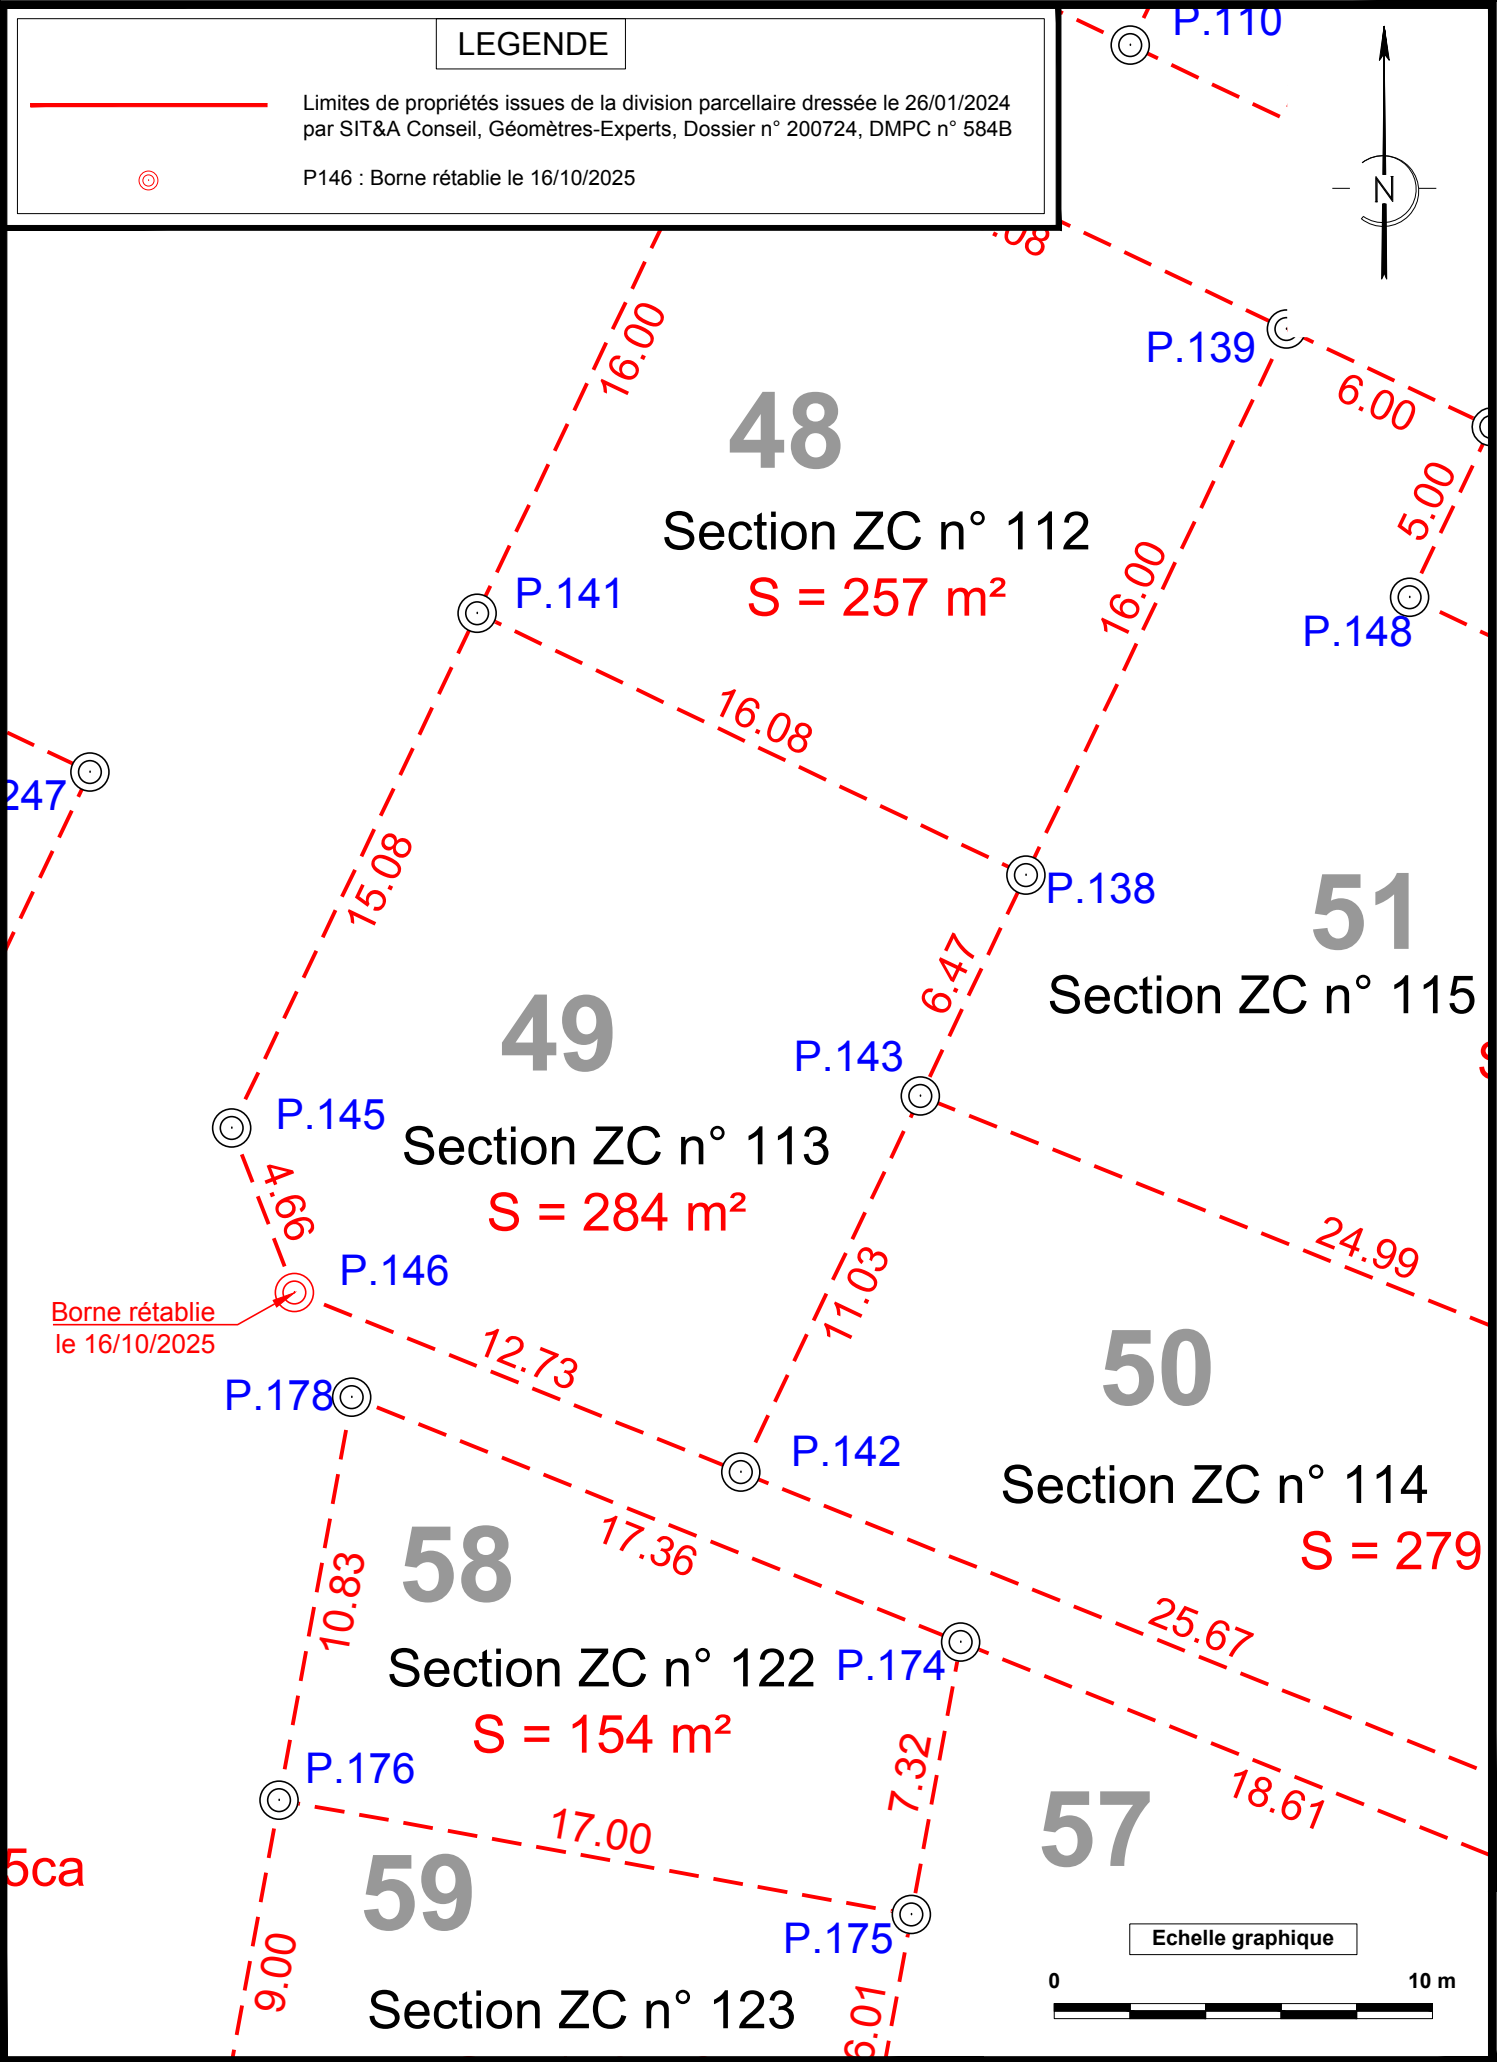 LEGENDE
Limites de propriétés issues de la division parcellaire dressée le 26/01/2024
par SIT&A Conseil, Géomètres-Experts, Dossier n° 200724, DMPC n° 584B
P146 : Borne rétablie le 16/10/2025
P.110
N
.08
16.00
P.139
6.00
48
5.00
Section ZC n° 112
S = 257 m²
16.00
P.141
P.148
16.08
247
15.08
P.138
51
6.47
Section ZC n° 115
49
P.143
P.145
Section ZC n° 113
4.66
S = 284 m²
24.99
P.146
11.03
Borne rétablie
le 16/10/2025
12.73
50
P.178
P.142
Section ZC n° 114
58
17.36
S = 279
10.83
25.67
Section ZC n° 122
P.174
S = 154 m²
P.176
7.32
18.61
17.00
57
5ca
59
P.175
Echelle graphique
9.00
0 10 m
Section ZC n° 123
6.01